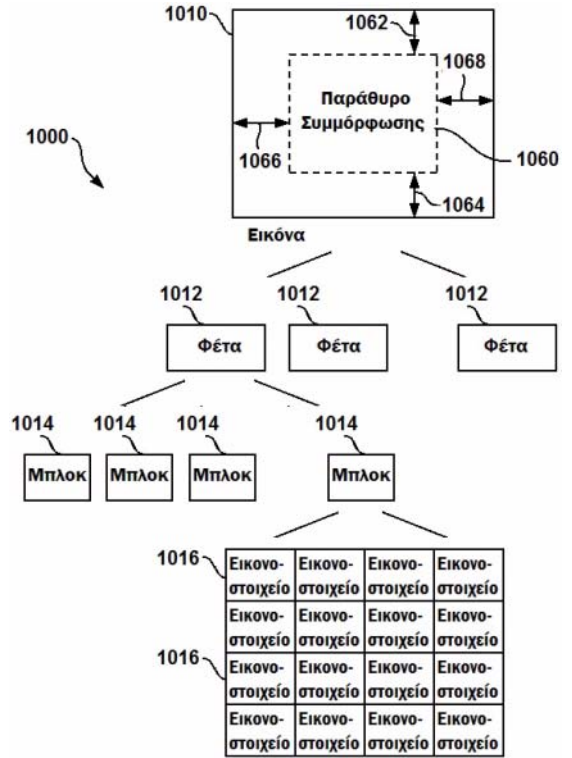 1010
1062
1068
Παράθυρο
Συμμόρφωσης
1000
1066
1060
1064
Εικόνα
1012 1012 1012
Φέτα Φέτα Φέτα
1014 1014 1014 1014
Μπλοκ Μπλοκ Μπλοκ Μπλοκ
1016 Εικονο- Εικονο- Εικονο- Εικονο-
στοιχείο στοιχείο στοιχείο στοιχείο
Εικονο- Εικονο- Εικονο- Εικονο-
στοιχείο στοιχείο στοιχείο στοιχείο
1016 Εικονο- Εικονο- Εικονο- Εικονο-
στοιχείο στοιχείο στοιχείο στοιχείο
Εικονο- Εικονο- Εικονο- Εικονο-
στοιχείο στοιχείο στοιχείο στοιχείο